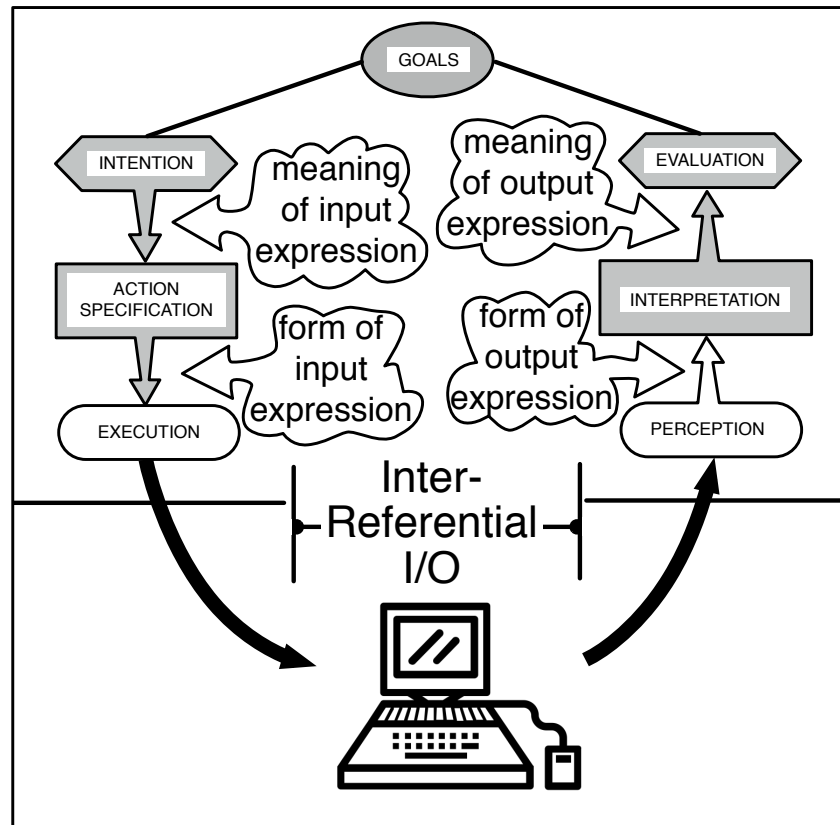 GOALS
INTENTION
meaning
of input
expression
meaning
of output
expression
EVALUATION
ACTION
SPECIFICATION
INTERPRETATION
form of
input
expression
form of
output
expression
EXECUTION
PERCEPTION
Inter-
Referential
I/O